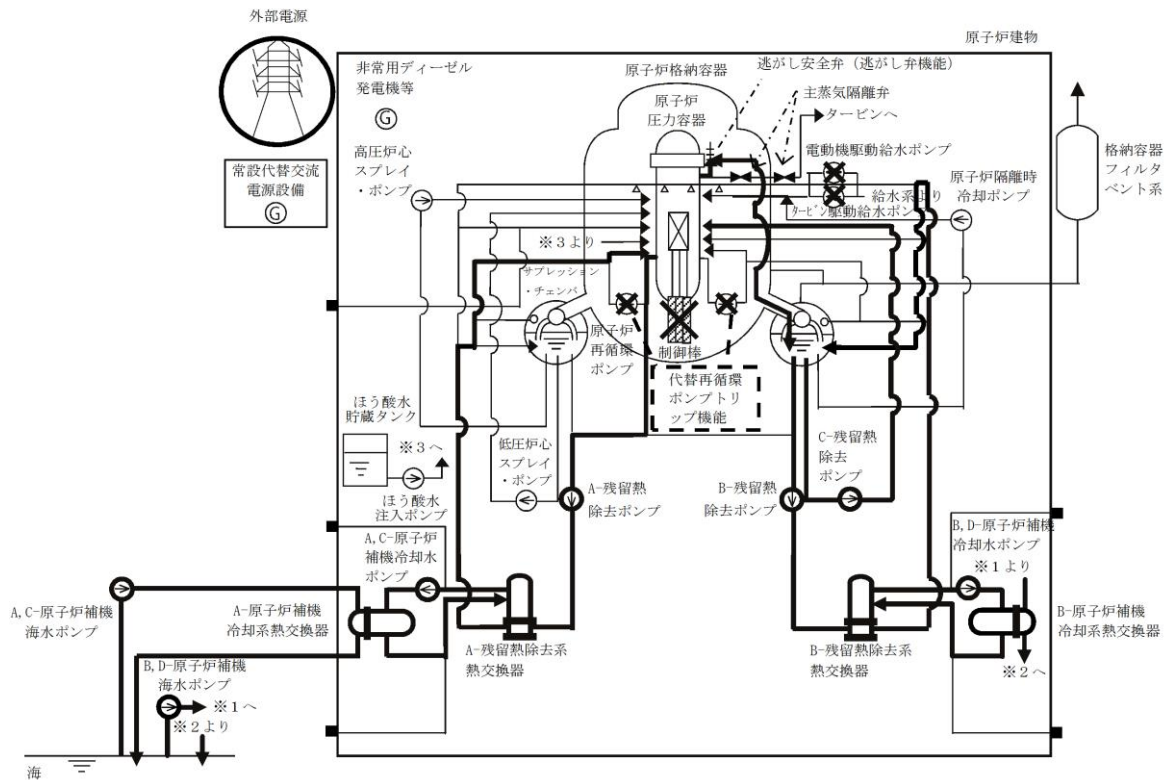 外部電源
原子炉建物
非常用ディーゼル
発電機等
G
原子炉格納容器
原子炉
圧力容器
逃がし安全弁（逃がし弁機能）
主蒸気隔離弁
タービンへ
常設代替交流
電源設備
G
高圧炉心
スプレイ
・ポンプ
電動機駆動給水ポンプ
給水系より
タービン駆動給水ポンプ
原子炉隔離時
冷却ポンプ
格納容器
フィルタ
ベント系
※3より
サプレッション
・チェンバ
原子炉
再循環
ポンプ
制御棒
代替再循環
ポンプトリ
ップ機能
ほう酸水
貯蔵タンク
※3へ
ほう酸水
注入ポンプ
低圧炉心
スプレイ
・ポンプ
A-残留熱
除去ポンプ
B-残留熱
除去ポンプ
C-残留熱
除去
ポンプ
A,C-原子炉
補機冷却水
ポンプ
B,D-原子炉補機
冷却水ポンプ
※1より
A,C-原子炉補機
海水ポンプ
A-原子炉補機
冷却系熱交換器
A-残留熱除去系
熱交換器
B-残留熱除去系
熱交換器
B-原子炉補機
冷却系熱交換器
※2へ
B,D-原子炉補機
海水ポンプ
※1へ
※2より
海